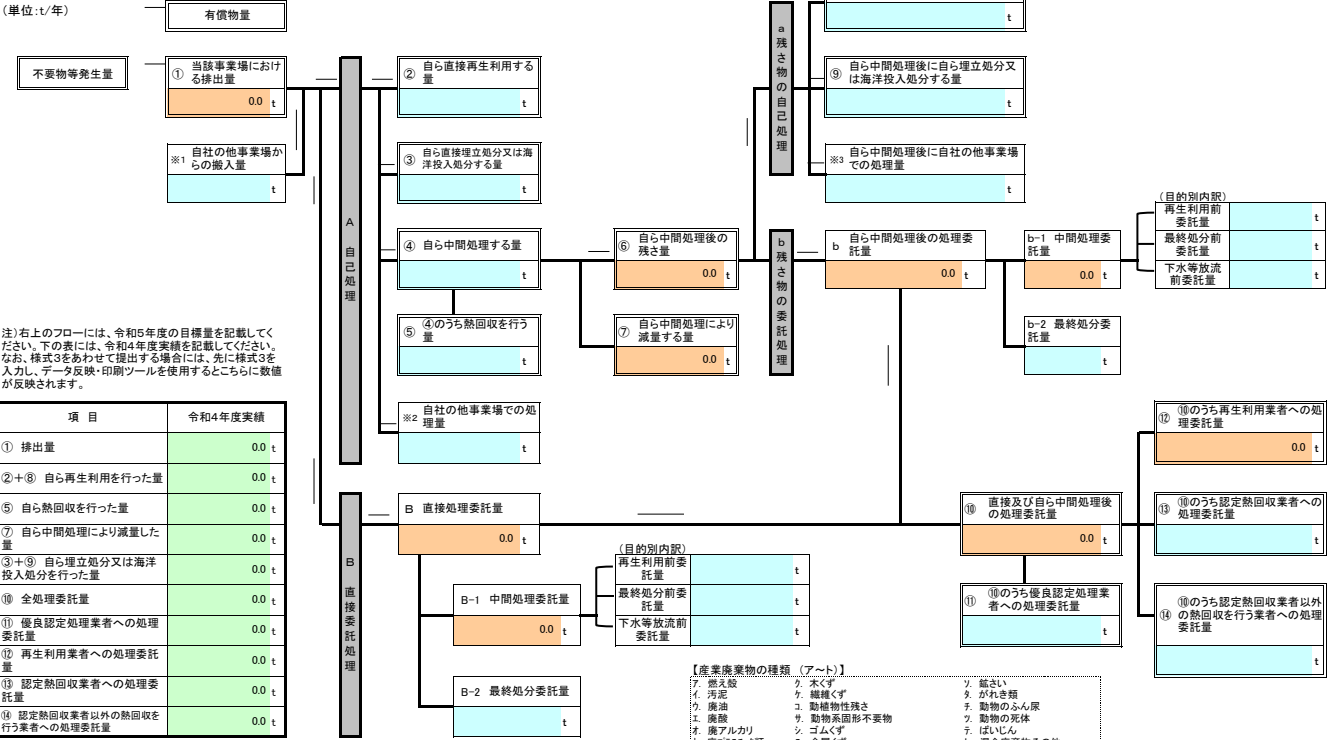 (単位:t/年)
有償物量
不要物等発生量
① 当該事業場におけ
る排出量
0.0 t
※1 自社の他事業場か
らの搬入量
t
A 自己処理
② 自ら直接再生利用する
量
t
③ 自ら直接埋立処分又は海
洋投入処分する量
t
④ 自ら中間処理する量
t
⑤ ④のうち熱回収を行う
量
t
※2 自社の他事業場での処
理量
t
⑥ 自ら中間処理後の
残さ量
0.0 t
⑦ 自ら中間処理により
減量する量
0.0 t
a 残さ物の自己処理
t
⑨ 自ら中間処理後に自ら埋立処分又
は海洋投入処分する量
t
※3 自ら中間処理後に自社の他事業場
での処理量
t
b 残さ物の委託処理
b 自ら中間処理後の処理委
託量
0.0 t
b-1 中間処理委
託量
0.0 t
(目的別内訳)
再生利用前
委託量 t
最終処分前
委託量 t
下水等放流
前委託量 t
b-2 最終処分委
託量
t
注)右上のフローには、令和5年度の目標量を記載してく
ださい。下の表には、令和4年度実績を記載してください。
なお、様式3をあわせて提出する場合には、先に様式3を
入力し、データ反映・印刷ツールを使用するとこちらに数値
が反映されます。
項 目 令和4年度実績
① 排出量 0.0 t
②+⑧ 自ら再生利用を行った量 0.0 t
⑤ 自ら熱回収を行った量 0.0 t
⑦ 自ら中間処理により減量した
量 0.0 t
③+⑨ 自ら埋立処分又は海洋
投入処分を行った量 0.0 t
⑩ 全処理委託量 0.0 t
⑪ 優良認定処理業者への処理
委託量 0.0 t
⑫ 再生利用業者への処理委託
量 0.0 t
⑬ 認定熱回収業者への処理委
託量 0.0 t
⑭ 認定熱回収業者以外の熱回収を
行う業者への処理委託量 0.0 t
B 直接委託処理
B 直接処理委託量
0.0 t
B-1 中間処理委託量
0.0 t
(目的別内訳)
再生利用前委
託量 t
最終処分前委
託量 t
下水等放流前
委託量 t
B-2 最終処分委託量
t
⑩ 直接及び自ら中間処理後
の処理委託量
0.0 t
⑪ ⑩のうち優良認定処理業
者への処理委託量
t
⑫ ⑩のうち再生利用業者への処
理委託量
0.0 t
⑬ ⑩のうち認定熱回収業者への
処理委託量
t
⑭ ⑩のうち認定熱回収業者以外
の熱回収を行う業者への処理
委託量
t
【産業廃棄物の種類 (ア~ト)】
ア. 燃え殻 ク. 木くず ソ. 鉱さい
イ. 汚泥 ケ. 繊維くず タ. がれき類
ウ. 廃油 コ. 動植物性残さ チ. 動物のふん尿
エ. 廃酸 サ. 動物系固形不要物 ツ. 動物の死体
オ. 廃アルカリ シ. ゴムくず テ. ばいじん